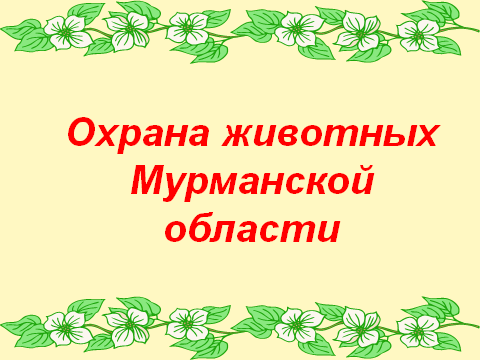 Охрана животных
Мурманской
области